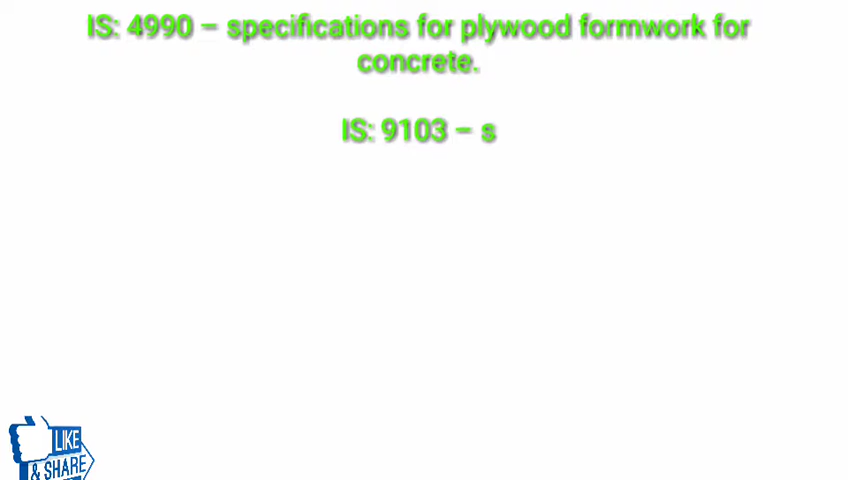 IS: 4990 – specifications for plywood formwork for
concrete.
IS: 9103 – s
LIKE
& SHARE